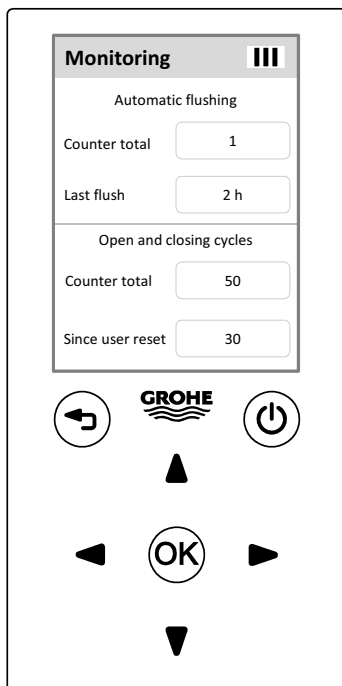 Monitoring
Automatic flushing
Counter total 1
Last flush 2 h
Open and closing cycles
Counter total 50
Since user reset 30
GROHE
OK